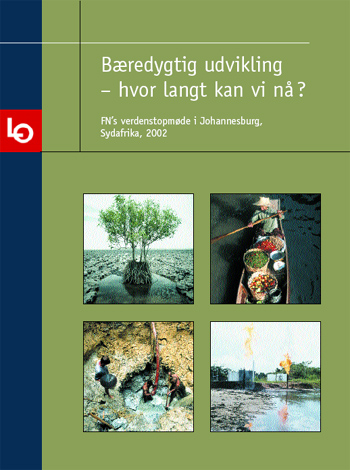 Bæredygtig udvikling
– hvor langt kan vi nå?
FN's verdenstopmøde i Johannesburg,
Sydafrika, 2002
LO